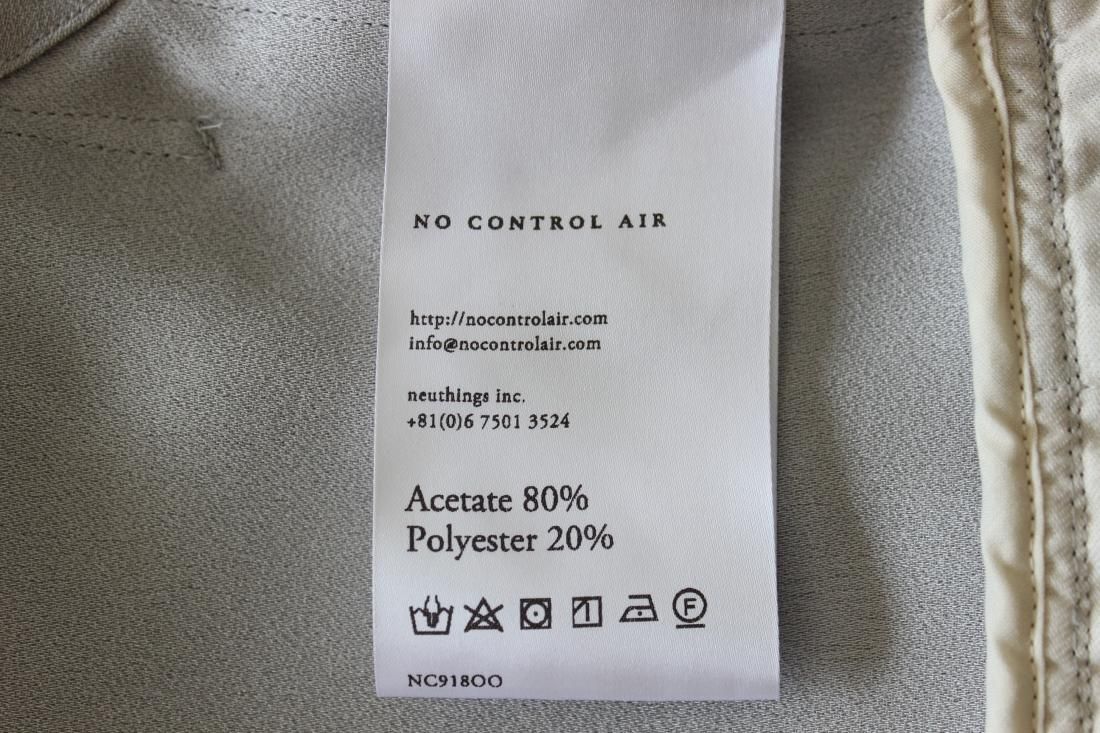 NO CONTROL AIR
http://nocontrolair.com
info@nocontrolair.com
neuthings inc.
+81(0)6 7501 3524
Acetate 80%
Polyester 20%
F
NC918OO